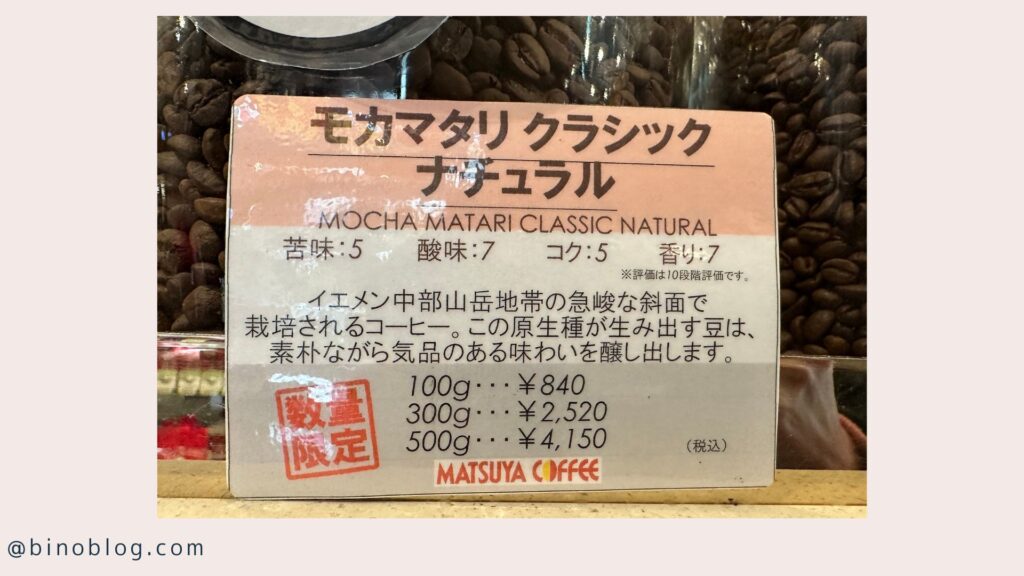 モカマタリ クラシック
ナチュラル
MOCHA MATARI CLASSIC NATURAL
苦味:5 酸味:7 コク:5 香り:7
※評価は10段階評価です。
イエメン中部山岳地帯の急峻な斜面で
栽培されるコーヒー。この原生種が生み出す豆は、
素朴ながら気品のある味わいを醸し出します。
数量
限定
100g・・・¥840
300g・・・¥2,520
500g・・・¥4,150
(税込)
MATSUYA COFFEE
@binoblog.com